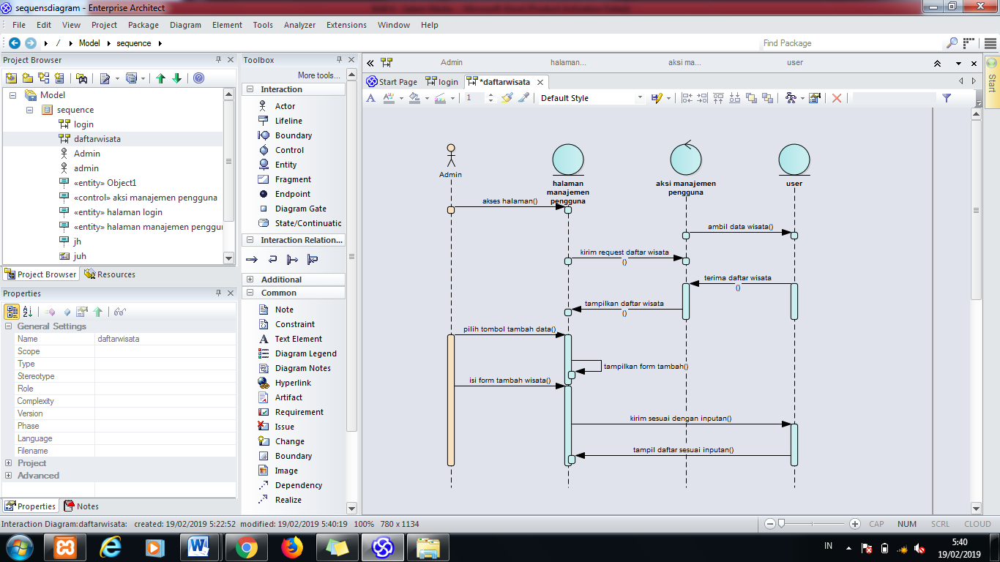 sequensdiagram - Enterprise Architect
File Edit View Project Package Diagram Element Tools Analyzer Extensions Window Help
/ Model sequence
Find Package
Project Browser
Model
sequence
login
daftarwisata
Admin
admin
«entity» Object1
«control» aksi manajemen pengguna
«entity» halaman login
«entity» halaman manajemen penggu
jh
juh
Project Browser Resources
Properties
General Settings
Name daftarwisata
Scope
Type
Stereotype
Role
Complexity
Version
Phase
Language
Filename
Project
Advanced
Properties Notes
Toolbox
More tools...
Interaction
Actor
Lifeline
Boundary
Control
Entity
Fragment
Endpoint
Diagram Gate
State/Continuatic
Interaction Relation...
Additional
Common
Note
Constraint
Text Element
Diagram Legend
Diagram Notes
Hyperlink
Artifact
Requirement
Issue
Change
Boundary
Image
Dependency
Realize
Admin halaman... aksi ma... user
Start Page login *daftarwisata
1 Default Style
Start
Admin
halaman
manajemen
pengguna
aksi manajemen
pengguna
user
akses halaman()
ambil data wisata()
kirim request daftar wisata
()
terima daftar wisata
()
tampilkan daftar wisata
()
pilih tombol tambah data()
tampilkan form tambah()
isi form tambah wisata()
kirim sesuai dengan inputan()
tampil daftar sesuai inputan()
Interaction Diagram:daftarwisata: created: 19/02/2019 5:22:52 modified: 19/02/2019 5:40:19 100% 780 x 1134
CAP NUM SCRL CLOUD
IN
5:40
19/02/2019